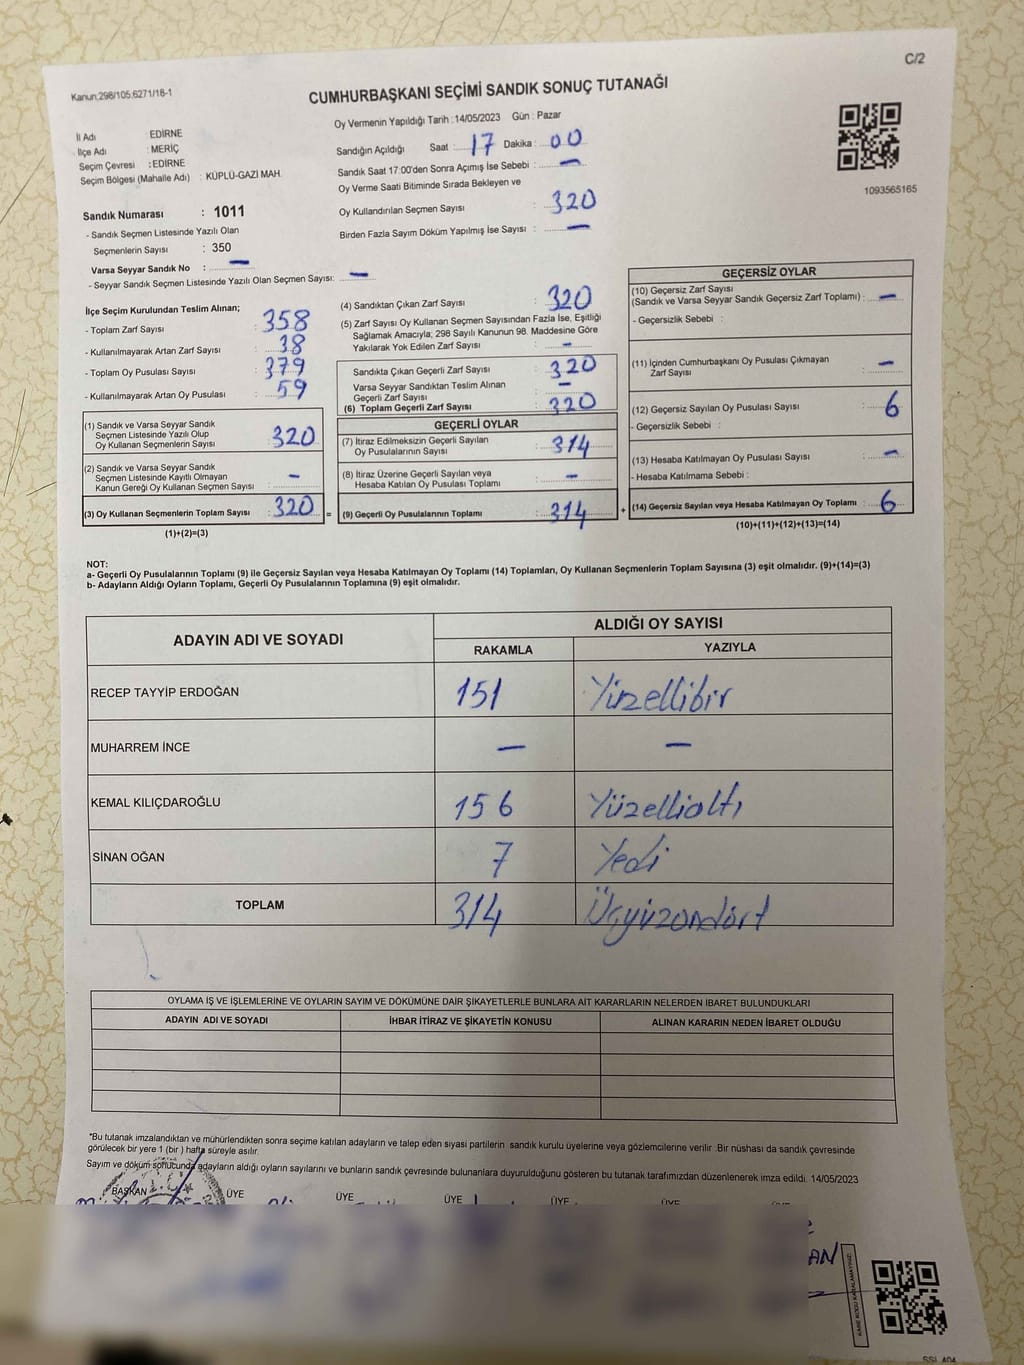 C/2
Kanun;298/105,6271/18-1
CUMHURBAŞKANI SEÇİMİ SANDIK SONUÇ TUTANAĞI
İl Adı : EDİRNE
İlçe Adı : MERİÇ
Seçim Çevresi : EDİRNE
Seçim Bölgesi (Mahalle Adı) : KÜPLÜ-GAZİ MAH.
Oy Vermenin Yapıldığı Tarih : 14/05/2023 Gün : Pazar
Sandığın Açıldığı Saat : 17 Dakika : 00
Sandık Saat 17:00'den Sonra Açımış İse Sebebi : —
Oy Verme Saati Bitiminde Sırada Bekleyen ve
Oy Kullandırılan Seçmen Sayısı : 320
Birden Fazla Sayım Döküm Yapılmış İse Sayısı : —
1093565165
Sandık Numarası : 1011
- Sandık Seçmen Listesinde Yazılı Olan
Seçmenlerin Sayısı : 350
Varsa Seyyar Sandık No : —
- Seyyar Sandık Seçmen Listesinde Yazılı Olan Seçmen Sayısı: —
İlçe Seçim Kurulundan Teslim Alınan;
- Toplam Zarf Sayısı : 358
- Kullanılmayarak Artan Zarf Sayısı : 38
- Toplam Oy Pusulası Sayısı : 379
- Kullanılmayarak Artan Oy Pusulası : 59
(1) Sandık ve Varsa Seyyar Sandık
Seçmen Listesinde Yazılı Olup
Oy Kullanan Seçmenlerin Sayısı : 320
(2) Sandık ve Varsa Seyyar Sandık
Seçmen Listesinde Kayıtlı Olmayan
Kanun Gereği Oy Kullanan Seçmen Sayısı : —
(3) Oy Kullanan Seçmenlerin Toplam Sayısı : 320 =
(1)+(2)=(3)
(4) Sandıktan Çıkan Zarf Sayısı : 320
(5) Zarf Sayısı Oy Kullanan Seçmen Sayısından Fazla İse, Eşitliği
Sağlamak Amacıyla; 298 Sayılı Kanunun 98. Maddesine Göre
Yakılarak Yok Edilen Zarf Sayısı : —
Sandıkta Çıkan Geçerli Zarf Sayısı : 320
Varsa Seyyar Sandıktan Teslim Alınan
Geçerli Zarf Sayısı : —
(6) Toplam Geçerli Zarf Sayısı : 320
GEÇERLİ OYLAR
(7) İtiraz Edilmeksizin Geçerli Sayılan
Oy Pusulalarının Sayısı : 314
(8) İtiraz Üzerine Geçerli Sayılan veya
Hesaba Katılan Oy Pusulası Toplamı : —
(9) Geçerli Oy Pusulalarının Toplamı : 314 +
GEÇERSİZ OYLAR
(10) Geçersiz Zarf Sayısı
(Sandık ve Varsa Seyyar Sandık Geçersiz Zarf Toplamı) : —
- Geçersizlik Sebebi :
(11) İçinden Cumhurbaşkanı Oy Pusulası Çıkmayan
Zarf Sayısı : —
(12) Geçersiz Sayılan Oy Pusulası Sayısı : 6
- Geçersizlik Sebebi :
(13) Hesaba Katılmayan Oy Pusulası Sayısı : —
- Hesaba Katılmama Sebebi :
(14) Geçersiz Sayılan veya Hesaba Katılmayan Oy Toplamı : 6
(10)+(11)+(12)+(13)=(14)
NOT:
a- Geçerli Oy Pusulalarının Toplamı (9) ile Geçersiz Sayılan veya Hesaba Katılmayan Oy Toplamı (14) Toplamları, Oy Kullanan Seçmenlerin Toplam Sayısına (3) eşit olmalıdır. (9)+(14)=(3)
b- Adayların Aldığı Oyların Toplamı, Geçerli Oy Pusulalarının Toplamına (9) eşit olmalıdır.
ADAYIN ADI VE SOYADI ALDIĞI OY SAYISI
RAKAMLA YAZIYLA
RECEP TAYYİP ERDOĞAN 151 Yüzellibir
MUHARREM İNCE — —
KEMAL KILIÇDAROĞLU 156 Yüzellialtı
SİNAN OĞAN 7 Yedi
TOPLAM 314 Üçyüzondört
OYLAMA İŞ VE İŞLEMLERİNE VE OYLARIN SAYIM VE DÖKÜMÜNE DAİR ŞİKAYETLERLE BUNLARA AİT KARARLARIN NELERDEN İBARET BULUNDUKLARI
ADAYIN ADI VE SOYADI İHBAR İTİRAZ VE ŞİKAYETİN KONUSU ALINAN KARARIN NEDEN İBARET OLDUĞU
*Bu tutanak imzalandıktan ve mühürlendikten sonra seçime katılan adayların ve talep eden siyasi partilerin sandık kurulu üyelerine veya gözlemcilerine verilir. Bir nüshası da sandık çevresinde
görülecek bir yere 1 (bir ) hafta süreyle asılır.
Sayım ve döküm sonucunda adayların aldığı oyların sayılarını ve bunların sandık çevresinde bulunanlara duyurulduğunu gösteren bu tutanak tarafımızdan düzenlenerek imza edildi. 14/05/2023
BAŞKAN ÜYE ÜYE ÜYE ÜYE ÜYE